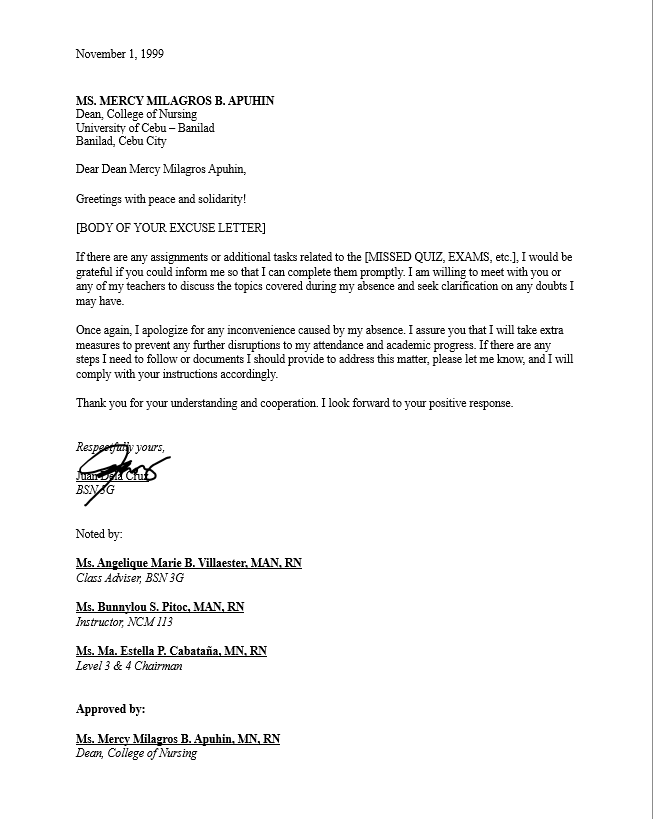 November 1, 1999
MS. MERCY MILAGROS B. APUHIN
Dean, College of Nursing
University of Cebu – Banilad
Banilad, Cebu City
Dear Dean Mercy Milagros Apuhin,
Greetings with peace and solidarity!
[BODY OF YOUR EXCUSE LETTER]
If there are any assignments or additional tasks related to the [MISSED QUIZ, EXAMS, etc.], I would be
grateful if you could inform me so that I can complete them promptly. I am willing to meet with you or
any of my teachers to discuss the topics covered during my absence and seek clarification on any doubts I
may have.
Once again, I apologize for any inconvenience caused by my absence. I assure you that I will take extra
measures to prevent any further disruptions to my attendance and academic progress. If there are any
steps I need to follow or documents I should provide to address this matter, please let me know, and I will
comply with your instructions accordingly.
Thank you for your understanding and cooperation. I look forward to your positive response.
Respectfully yours,
Juan Dela Cruz
BSN 3G
Noted by:
Ms. Angelique Marie B. Villaester, MAN, RN
Class Adviser, BSN 3G
Ms. Bunnylou S. Pitoc, MAN, RN
Instructor, NCM 113
Ms. Ma. Estella P. Cabataña, MN, RN
Level 3 & 4 Chairman
Approved by:
Ms. Mercy Milagros B. Apuhin, MN, RN
Dean, College of Nursing